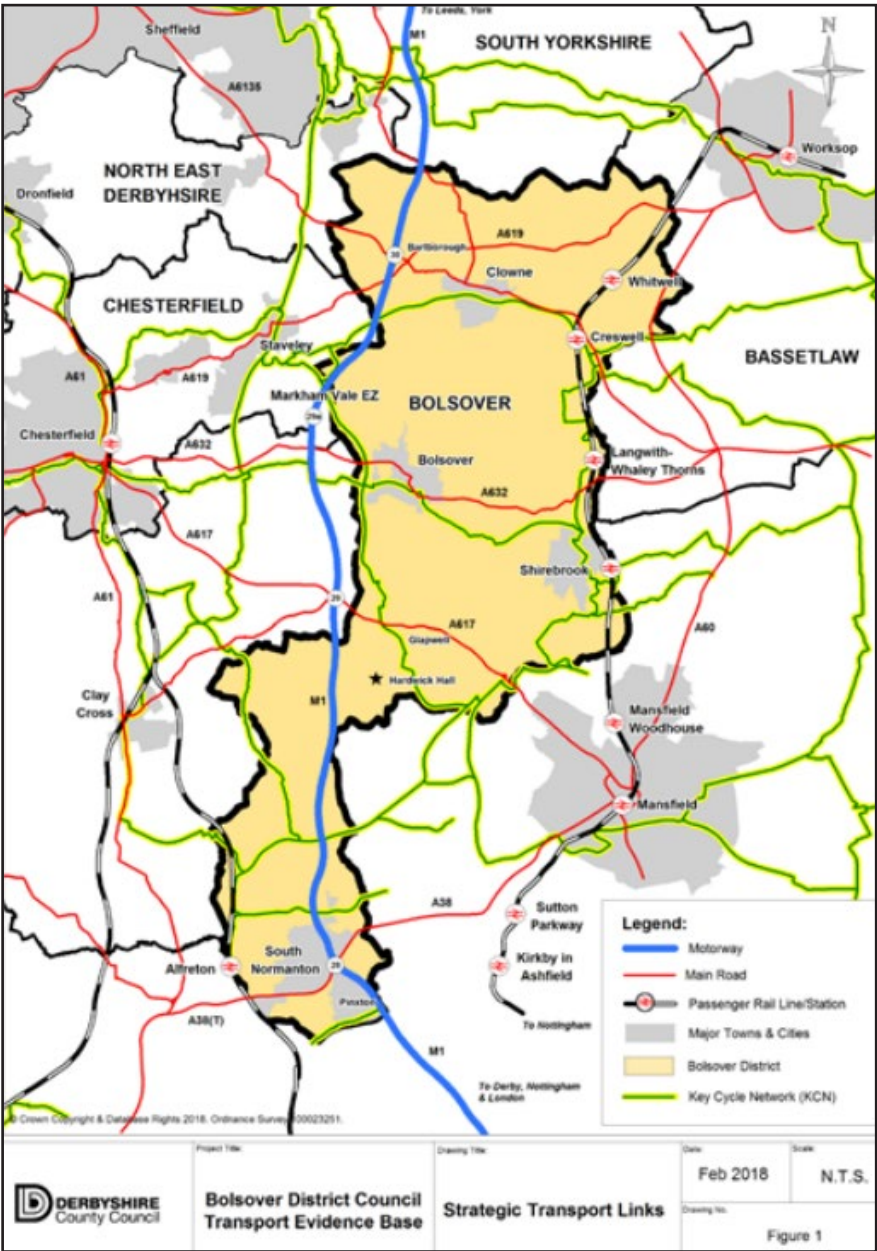 To Leeds, York
M1
Sheffield
SOUTH YORKSHIRE
N
A6135
Worksop
NORTH EAST
DERBYHSIRE
Dronfield
A619
30
Barlborough
Clowne
Whitwell
CHESTERFIELD
Creswell
Staveley
BASSETLAW
A61
A619
Markham Vale EZ
BOLSOVER
29a
Chesterfield
A632
Bolsover
Langwith-
Whaley Thorns
A632
A617
Shirebrook
A61
29
A617
A60
Glapwell
Hardwick Hall
Clay
Cross
M1
Mansfield
Woodhouse
Mansfield
A38
Sutton
Parkway
South
Normanton
Alfreton
28
Kirkby in
Ashfield
Pinxton
A38(T)
To Nottingham
M1
To Derby, Nottingham
& London
Legend:
Motorway
Main Road
Passenger Rail Line/Station
Major Towns & Cities
Bolsover District
Key Cycle Network (KCN)
© Crown Copyright & Database Rights 2018. Ordnance Survey 100023251.
DERBYSHIRE
County Council
Project Title:
Bolsover District Council
Transport Evidence Base
Drawing Title:
Strategic Transport Links
Date:
Feb 2018
Scale:
N.T.S.
Drawing No.
Figure 1